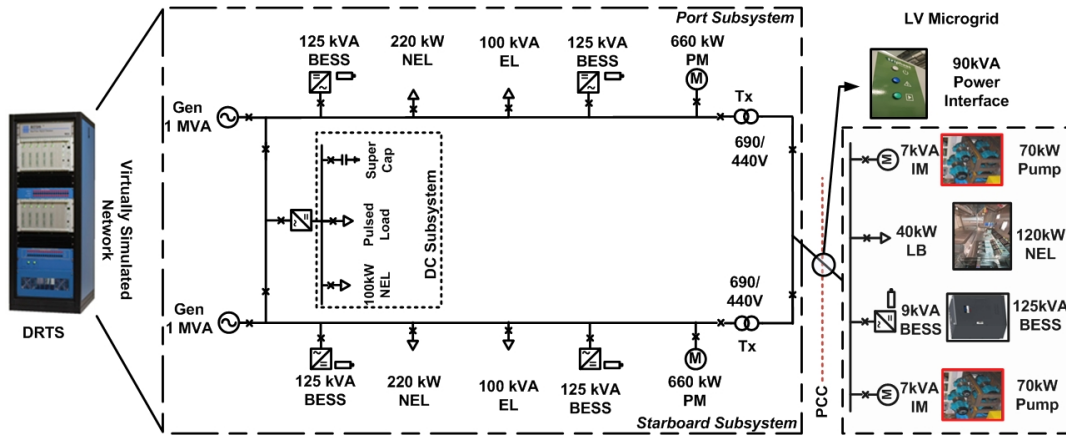 Port Subsystem
LV Microgrid
125 kVA
BESS
220 kW
NEL
100 kVA
EL
125 kVA
BESS
660 kW
PM
M
Tx
690/
440V
Gen
1 MVA
90kVA
Power
Interface
Virtually Simulated
Network
DRTS
Super
Cap
Pulsed
Load
100kW
NEL
DC Subsystem
M
7kVA
IM
70kW
Pump
40kW
LB
120kW
NEL
9kVA
BESS
125kVA
BESS
M
7kVA
IM
70kW
Pump
PCC
Gen
1 MVA
690/
440V
Tx
125 kVA
BESS
220 kW
NEL
100 kVA
EL
125 kVA
BESS
M
660 kW
PM
Starboard Subsystem